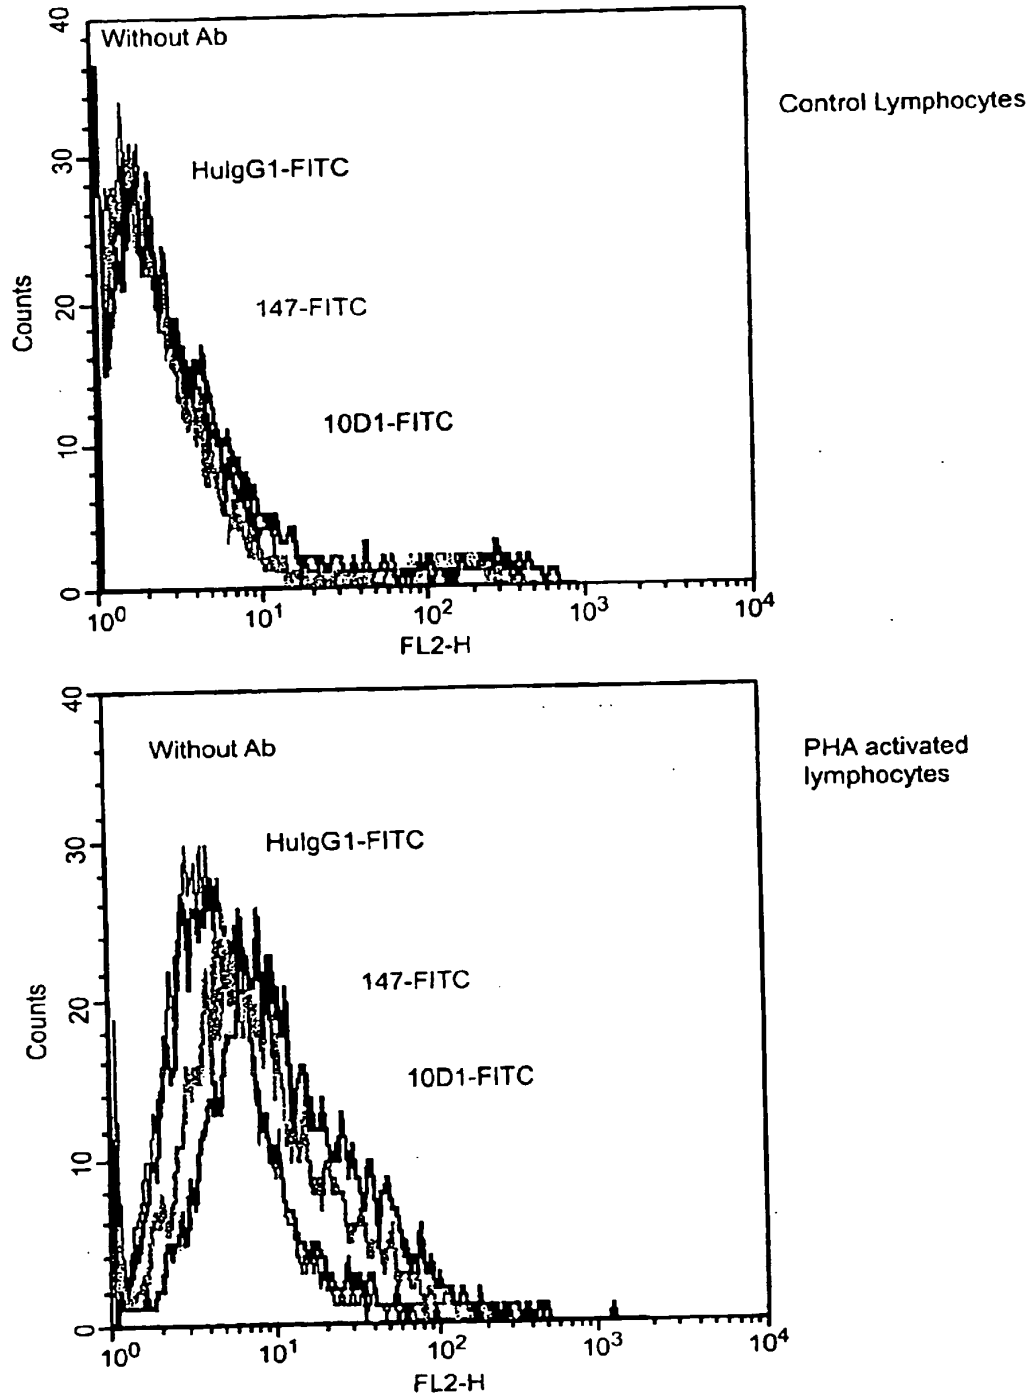 40
Without Ab
Control Lymphocytes
30
HuIgG1-FITC
Counts
20
147-FITC
10
10D1-FITC
0
10^0 10^1 10^2 10^3 10^4
FL2-H
40
Without Ab
PHA activated
lymphocytes
30
HuIgG1-FITC
Counts
20
147-FITC
10D1-FITC
10
0
10^0 10^1 10^2 10^3 10^4
FL2-H